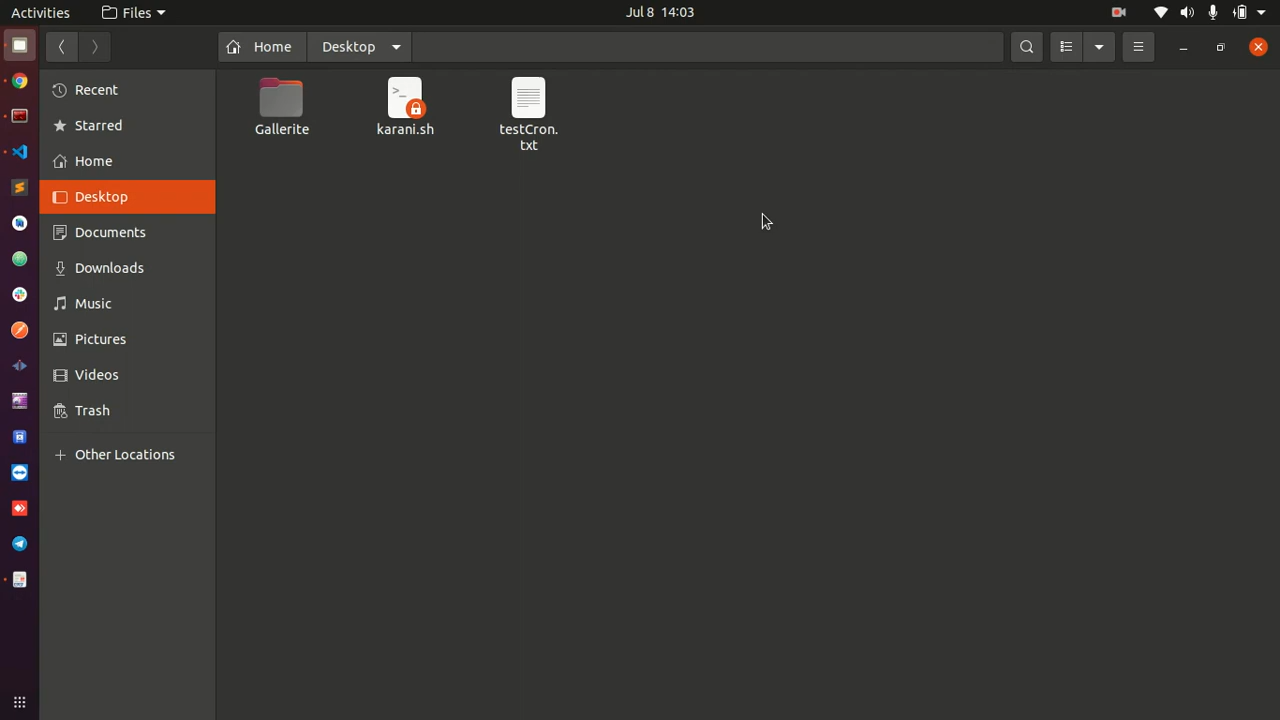 Activities
Files
Jul 8 14:03
Home
Desktop
Recent
Starred
Home
Desktop
Documents
Downloads
Music
Pictures
Videos
Trash
Other Locations
Gallerite
>_
karani.sh
testCron.
txt